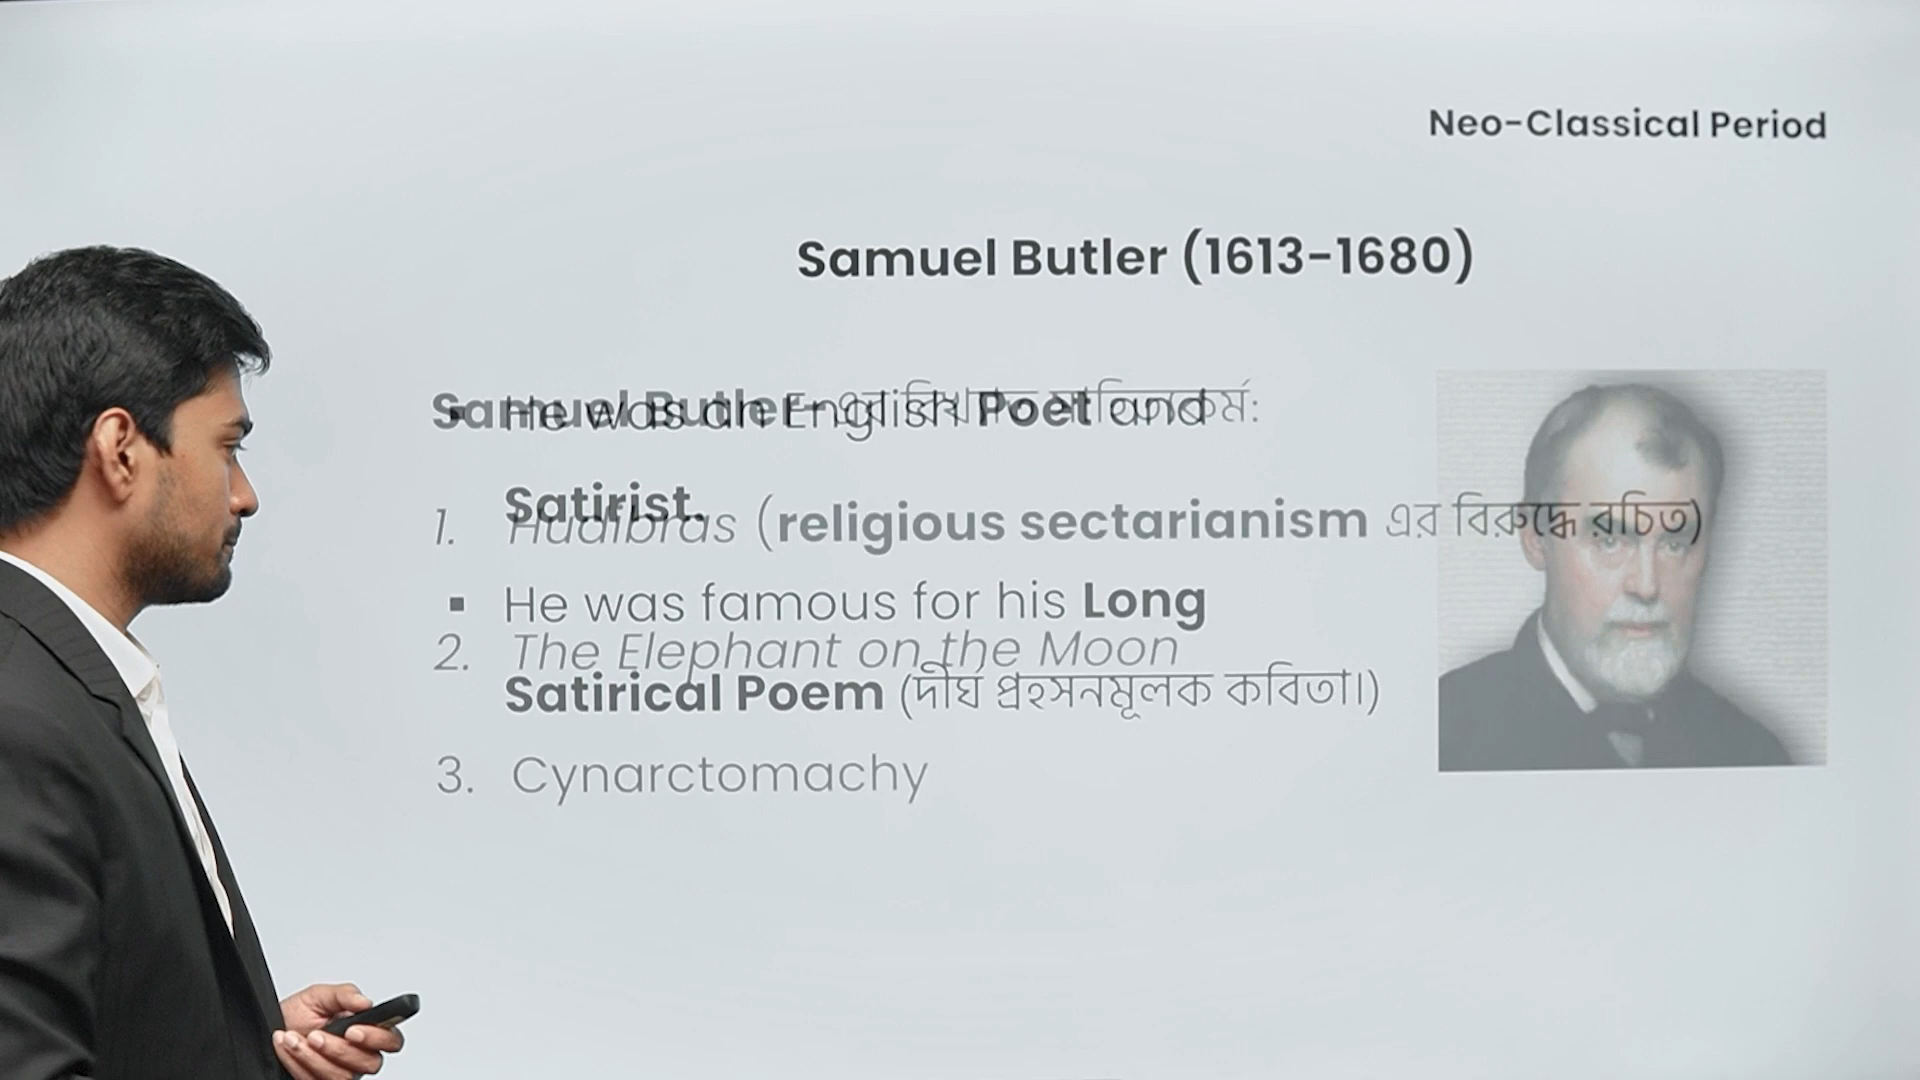 Neo-Classical Period
Samuel Butler (1613-1680)
Samuel Butler-এর বিখ্যাত সাহিত্যকর্ম:
▪ He was an English Poet and
Satirist.
1. Hudibras (religious sectarianism এর বিরুদ্ধে রচিত)
▪ He was famous for his Long
2. The Elephant on the Moon
Satirical Poem (দীর্ঘ প্রহসনমূলক কবিতা।)
3. Cynarctomachy